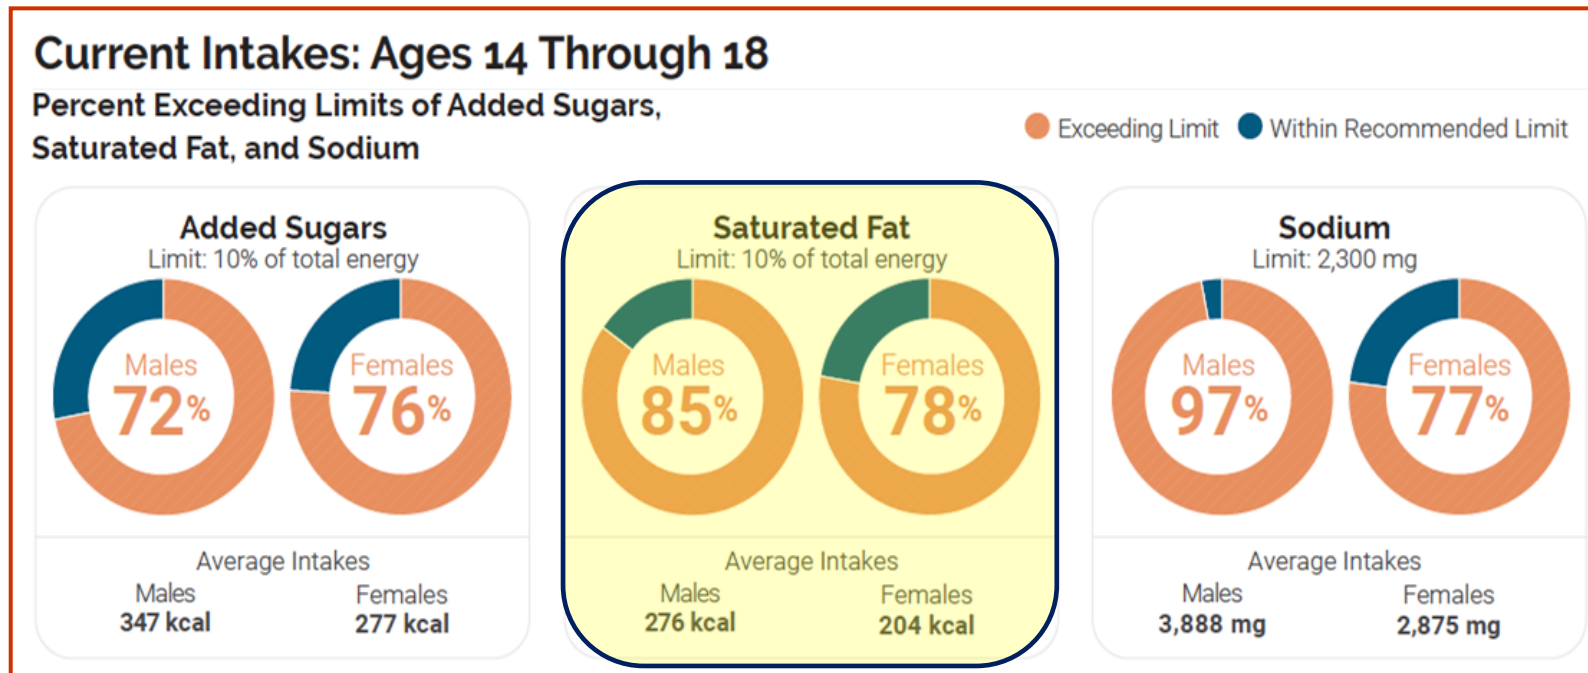 Current Intakes: Ages 14 Through 18
Percent Exceeding Limits of Added Sugars,
Saturated Fat, and Sodium
Exceeding Limit
Within Recommended Limit
Added Sugars
Limit: 10% of total energy
Males
72%
Females
76%
Average Intakes
Males
347 kcal
Females
277 kcal
Saturated Fat
Limit: 10% of total energy
Males
85%
Females
78%
Average Intakes
Males
276 kcal
Females
204 kcal
Sodium
Limit: 2,300 mg
Males
97%
Females
77%
Average Intakes
Males
3,888 mg
Females
2,875 mg